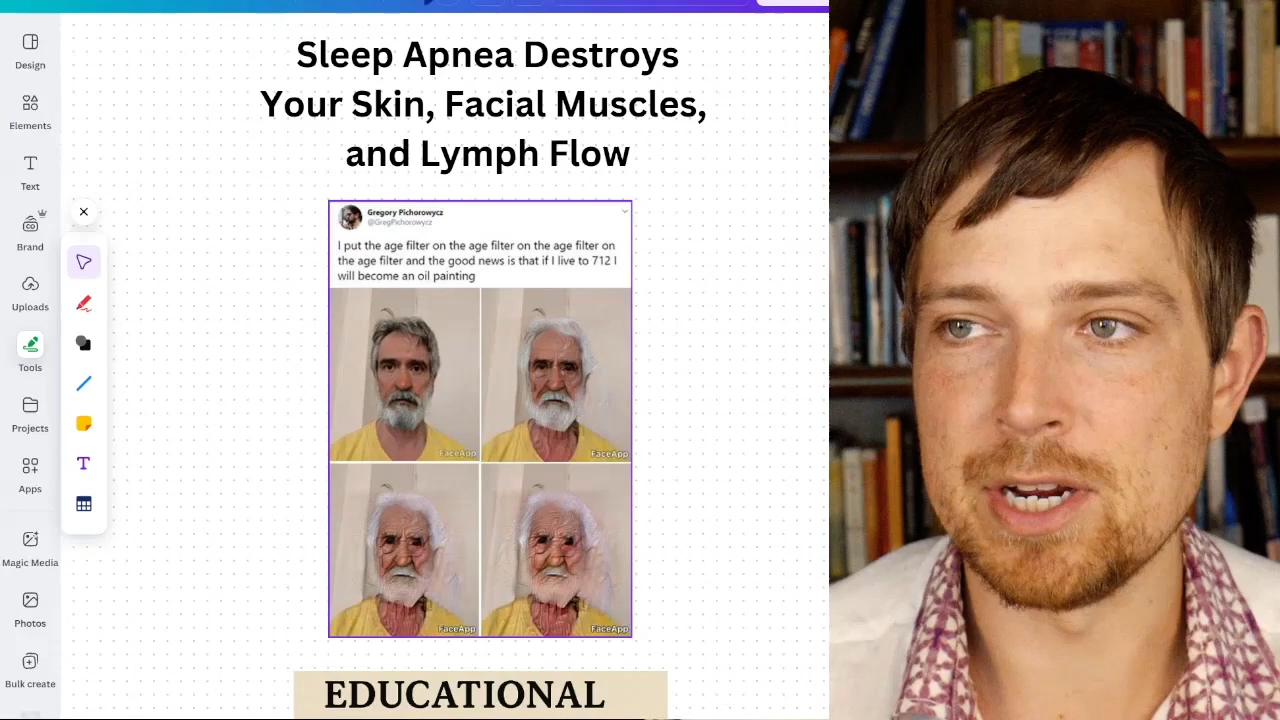 Sleep Apnea Destroys
Your Skin, Facial Muscles,
and Lymph Flow
Gregory Pichorowycz
@GregPichorowycz
I put the age filter on the age filter on the age filter on
the age filter and the good news is that if I live to 712 I
will become an oil painting
FaceApp
FaceApp
FaceApp
FaceApp
EDUCATIONAL
Design
Elements
Text
Brand
Uploads
Tools
Projects
Apps
Magic Media
Photos
Bulk create
T
T